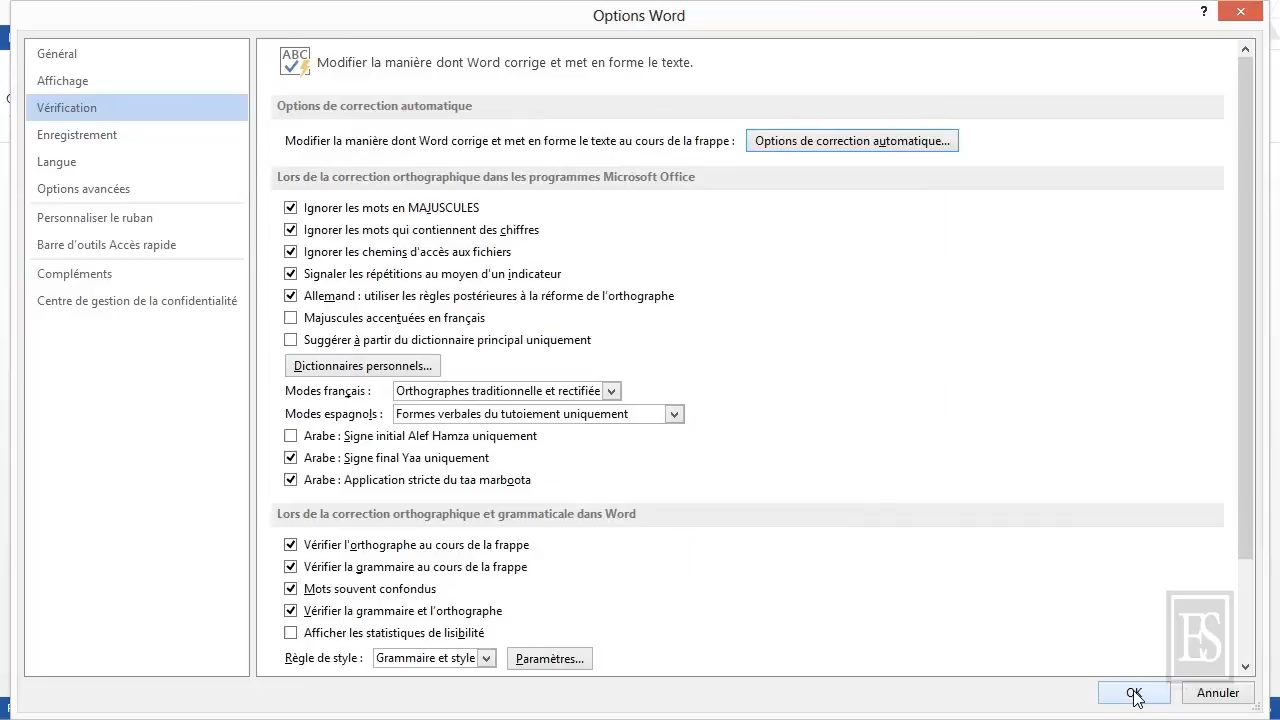 Options Word
?
Général
Affichage
Vérification
Enregistrement
Langue
Options avancées
Personnaliser le ruban
Barre d'outils Accès rapide
Compléments
Centre de gestion de la confidentialité
ABC
Modifier la manière dont Word corrige et met en forme le texte.
Options de correction automatique
Modifier la manière dont Word corrige et met en forme le texte au cours de la frappe : Options de correction automatique...
Lors de la correction orthographique dans les programmes Microsoft Office
Ignorer les mots en MAJUSCULES
Ignorer les mots qui contiennent des chiffres
Ignorer les chemins d'accès aux fichiers
Signaler les répétitions au moyen d'un indicateur
Allemand : utiliser les règles postérieures à la réforme de l'orthographe
Majuscules accentuées en français
Suggérer à partir du dictionnaire principal uniquement
Dictionnaires personnels...
Modes français : Orthographes traditionnelle et rectifiée
Modes espagnols : Formes verbales du tutoiement uniquement
Arabe : Signe initial Alef Hamza uniquement
Arabe : Signe final Yaa uniquement
Arabe : Application stricte du taa marboota
Lors de la correction orthographique et grammaticale dans Word
Vérifier l'orthographe au cours de la frappe
Vérifier la grammaire au cours de la frappe
Mots souvent confondus
Vérifier la grammaire et l'orthographe
Afficher les statistiques de lisibilité
Règle de style : Grammaire et style Paramètres...
ES
OK Annuler